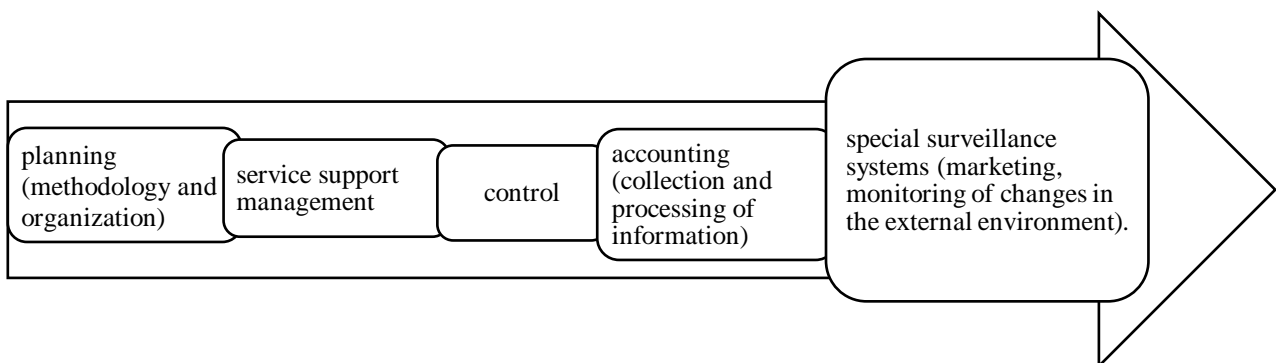 planning
(methodology and
organization)
service support
management
control
accounting
(collection and
processing of
information)
special surveillance
systems (marketing,
monitoring of changes in
the external environment).